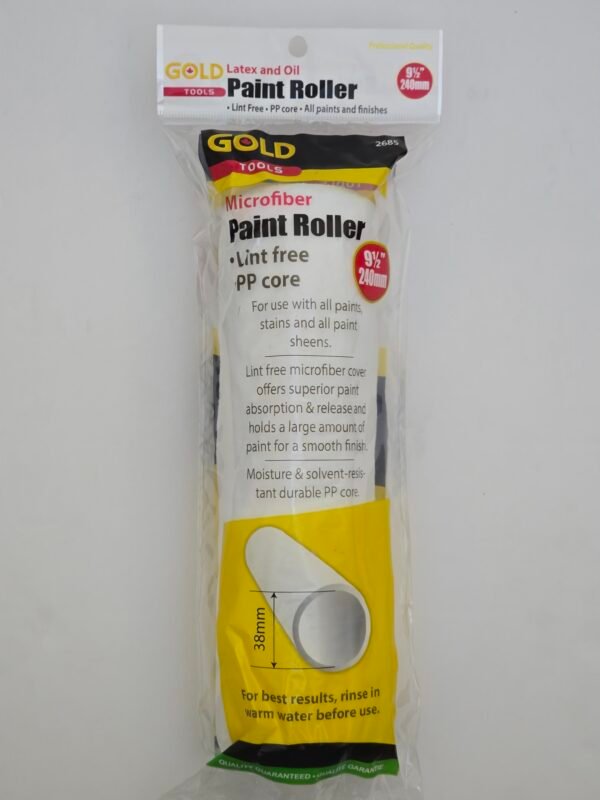 Professional Quality
GOLD
TOOLS
Latex and Oil
Paint Roller
• Lint Free • PP core • All paints and finishes
9½"
240mm
GOLD
TOOLS
2685
Microfiber
Paint Roller
• Lint free
• PP core
9½"
240mm
For use with all paints,
stains and all paint
sheens.
Lint free microfiber cover
offers superior paint
absorption & release and
holds a large amount of
paint for a smooth finish.
Moisture & solvent-resis-
tant durable PP core.
38mm
For best results, rinse in
warm water before use.
QUALITY GUARANTEED • QUALITÉ GARANTIE